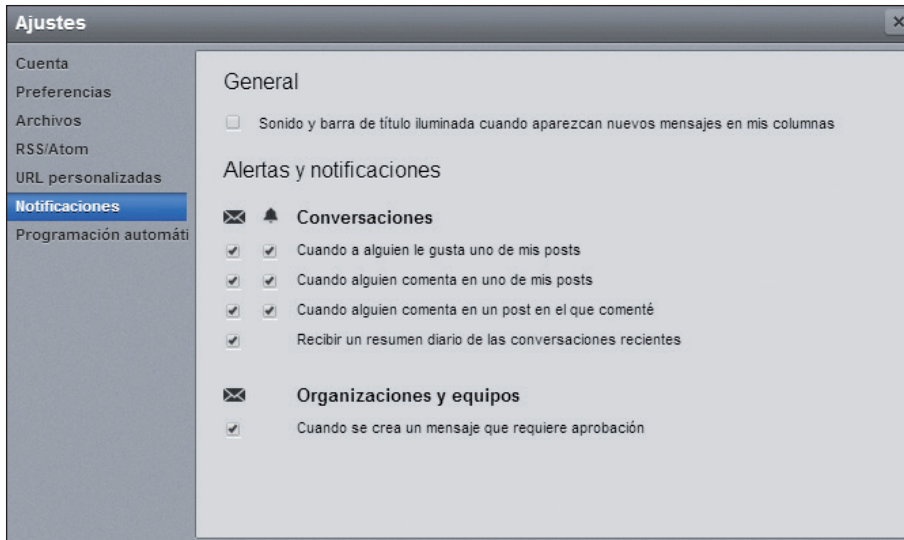 Ajustes
Cuenta
Preferencias
Archivos
RSS/Atom
URL personalizadas
Notificaciones
Programación automáti
General
Sonido y barra de título iluminada cuando aparezcan nuevos mensajes en mis columnas
Alertas y notificaciones
Conversaciones
Cuando a alguien le gusta uno de mis posts
Cuando alguien comenta en uno de mis posts
Cuando alguien comenta en un post en el que comenté
Recibir un resumen diario de las conversaciones recientes
Organizaciones y equipos
Cuando se crea un mensaje que requiere aprobación